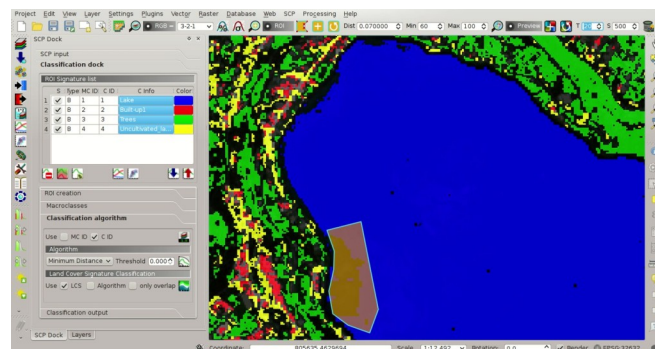 Project Edit View Layer Settings Plugins Vector Raster Database Web SCP Processing Help
RGB = 3-2-1 ROI Dist 0.070000 Min 60 Max 100 Preview T S 500
SCP Dock
SCP input
Classification dock
ROI Signature list
S Type MC ID C ID C Info Color
1 B 1 1 Lake
2 B 2 2 Built-up1
3 B 3 3 Trees
4 B 4 4 Uncultivated_la...
ROI creation
Macroclasses
Classification algorithm
Use MC ID C ID
Algorithm
Minimum Distance Threshold 0.000
Land Cover Signature Classification
Use LCS Algorithm only overlap
Classification output
SCP Dock Layers
Coordinate: 805635,4629694 Scale 1:12,492 Rotation: 0.0 Render EPSG:32632